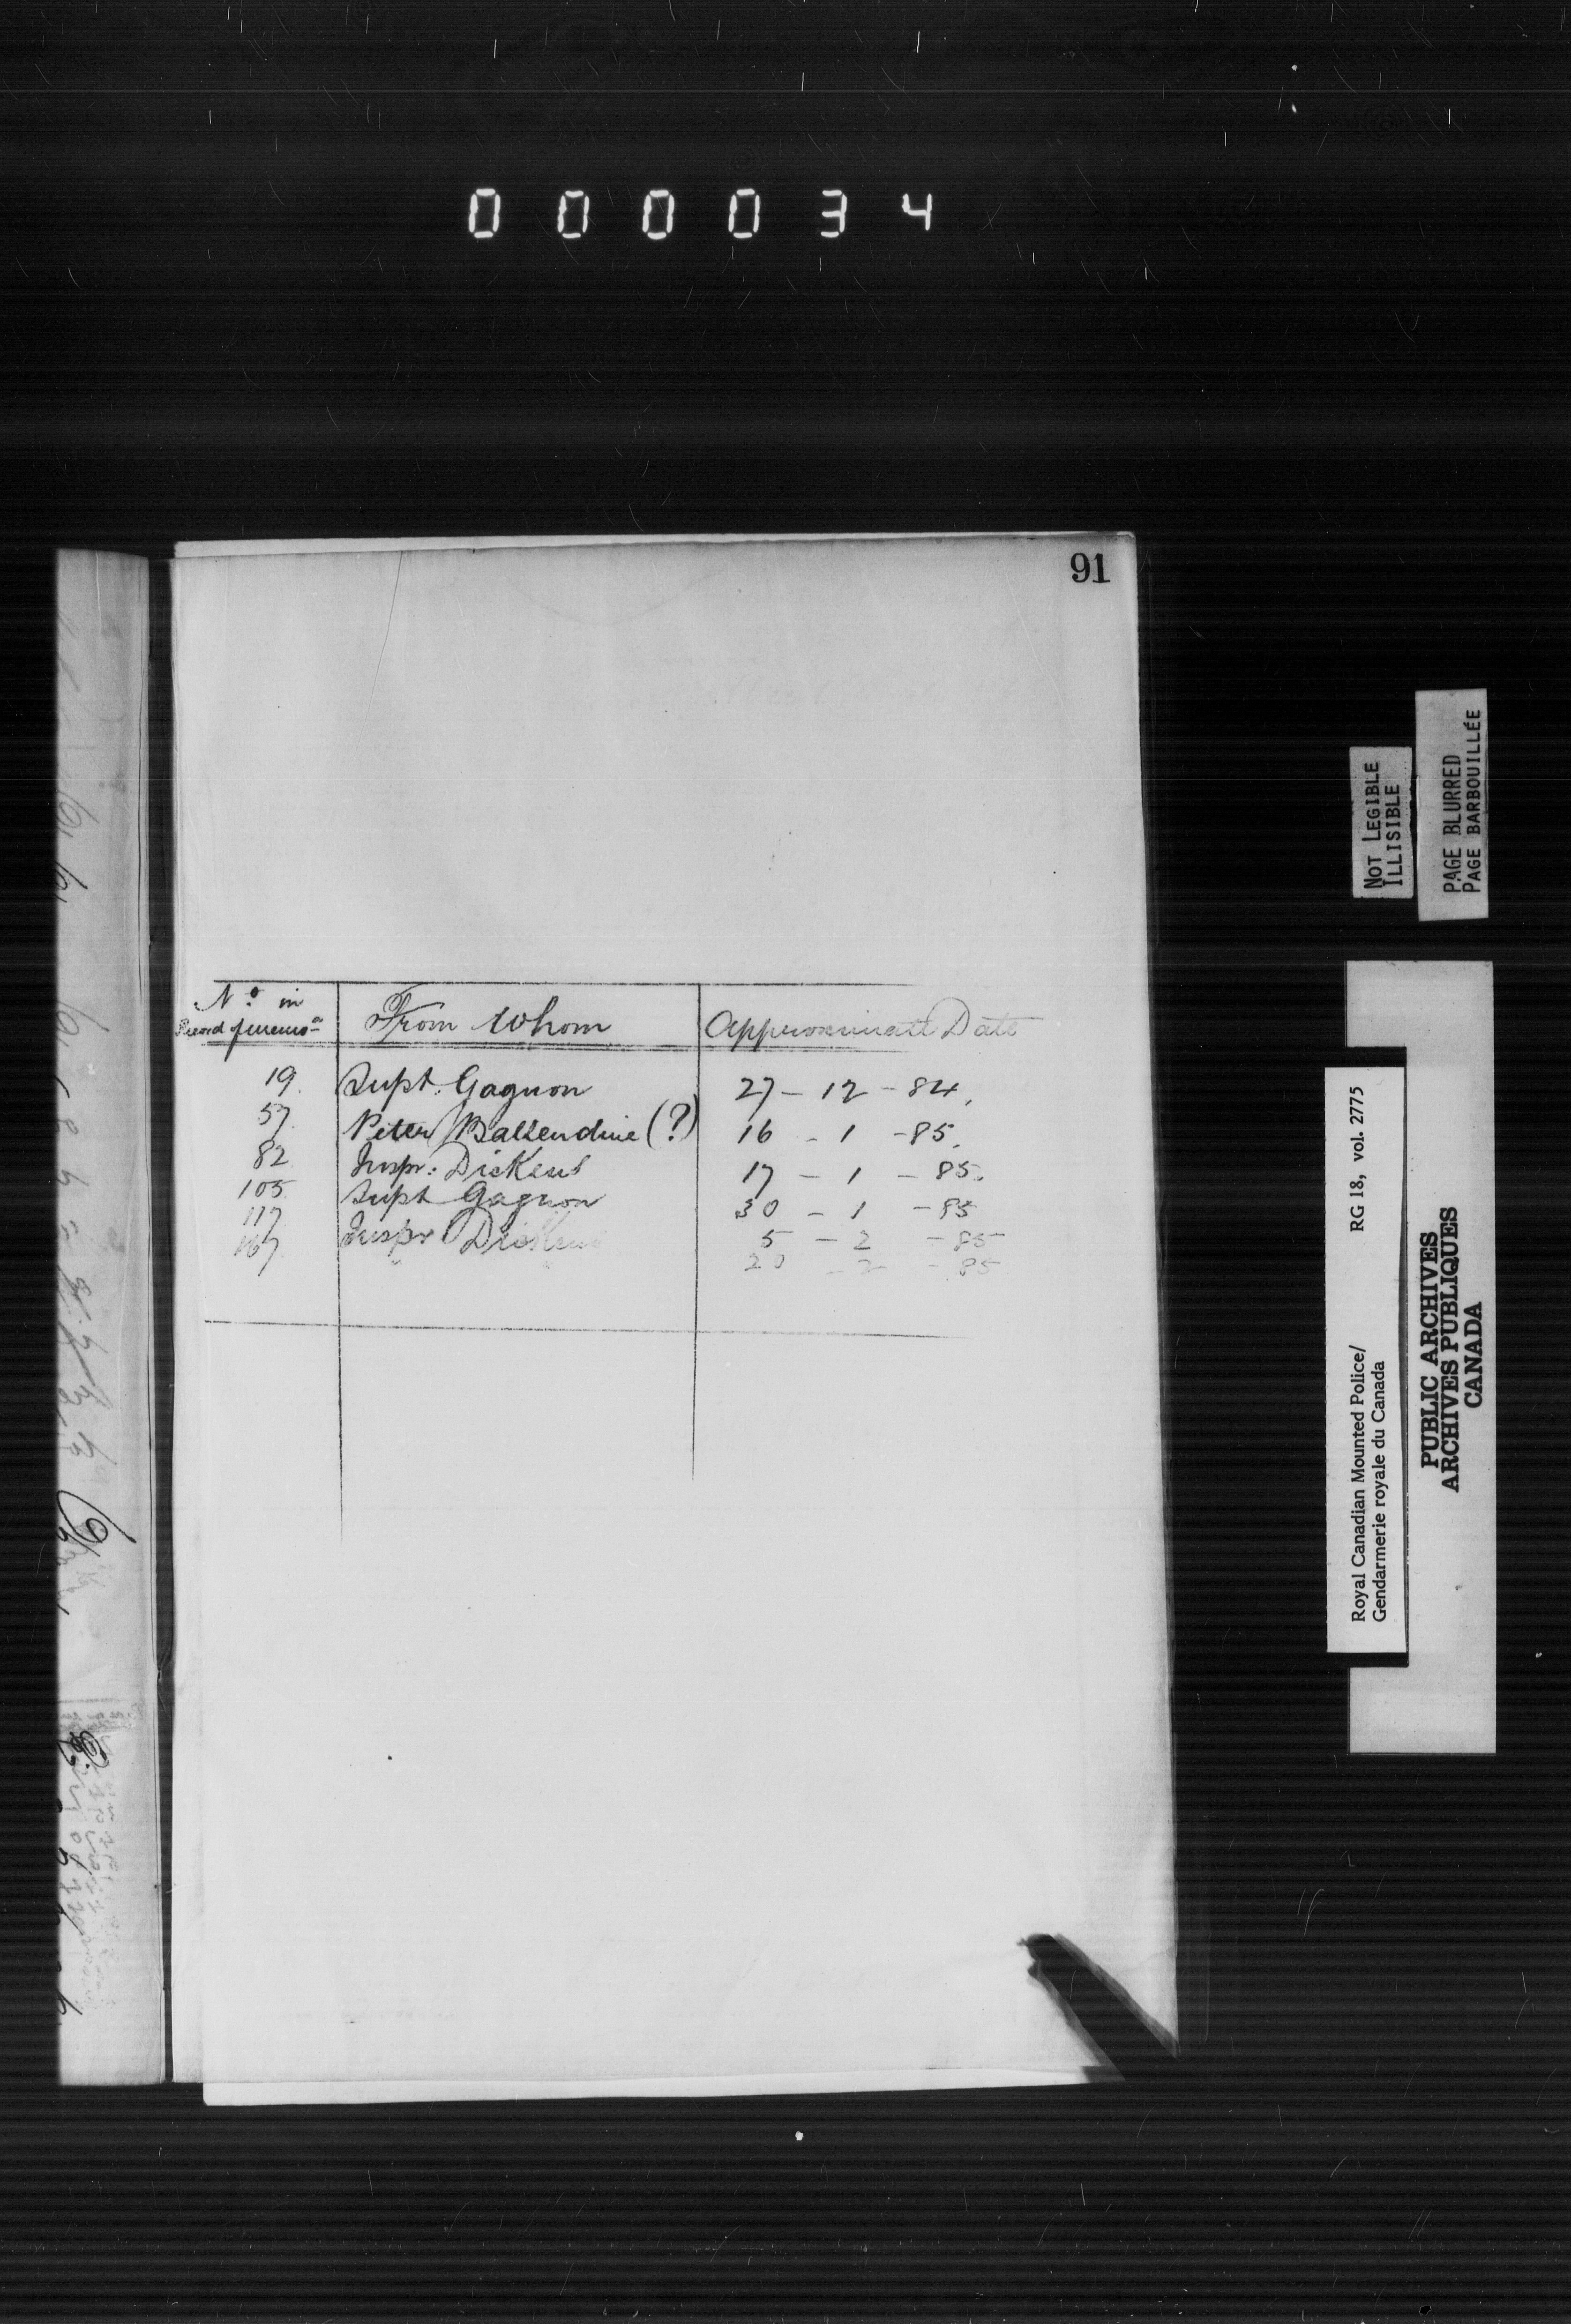 000034
91
No. in Record of memoa | From Whom | Approximate Date
19. | Supt. Gagnon | 27 - 12 - 84.
57. | Peter Ballendine (?) | 16 - 1 - 85.
82 | Inspr. Dickens | 17 - 1 - 85.
105 | Supt Gagnon | 30 - 1 - 85
117 | Inspr Dickens | 5 - 2 - 85
167 | " " | 20 - 2 - 85
NOT LEGIBLE
ILLISIBLE
PAGE BLURRED
PAGE BARBOUILLÉE
Royal Canadian Mounted Police/ RG 18, vol. 2775
Gendarmerie royale du Canada
PUBLIC ARCHIVES
ARCHIVES PUBLIQUES
CANADA